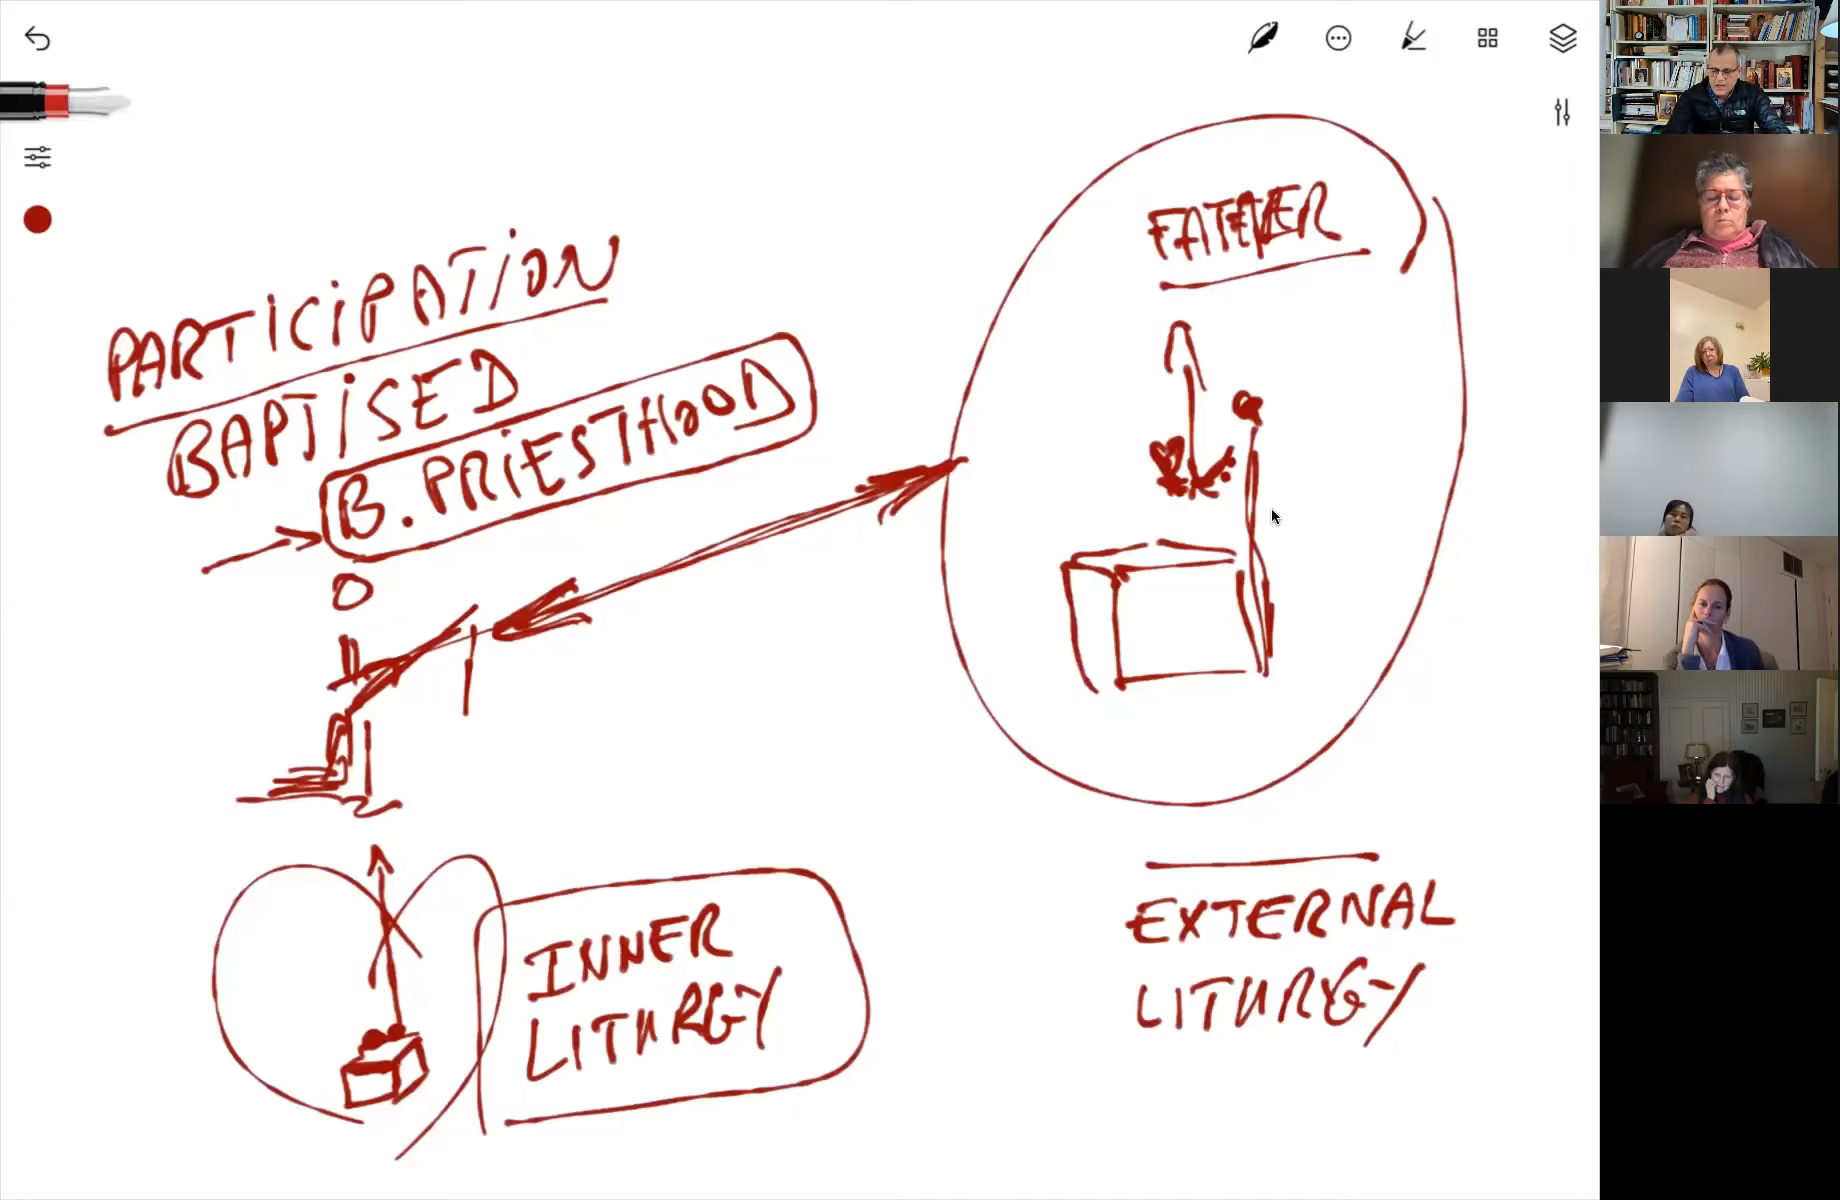 PARTICIPATION
BAPTISED
B. PRIESTHOOD
FATHER
INNER
LITURGY
EXTERNAL
LITURGY